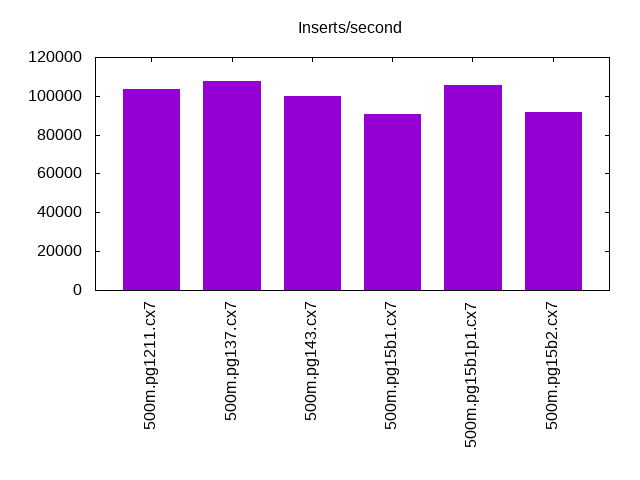 Inserts/second
120000
100000
80000
60000
40000
20000
0
500m.pg1211.cx7
500m.pg137.cx7
500m.pg143.cx7
500m.pg15b1.cx7
500m.pg15b1p1.cx7
500m.pg15b2.cx7